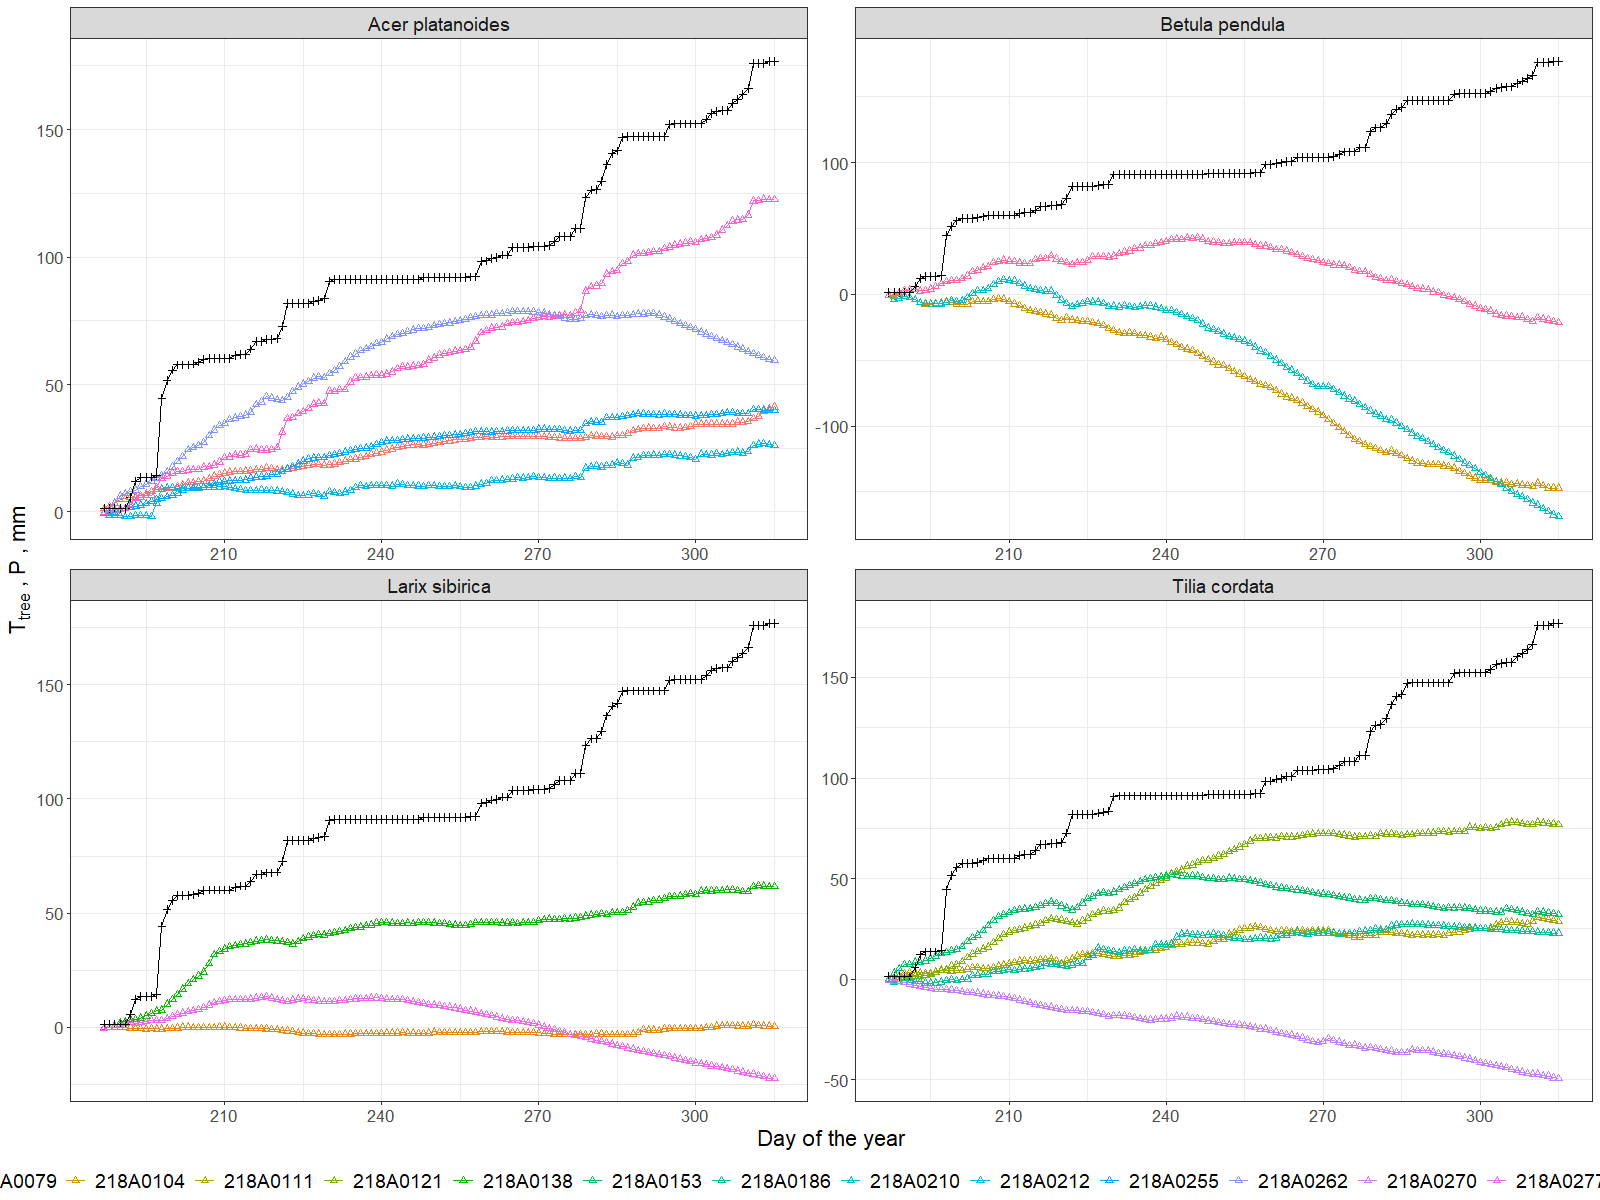 Acer platanoides
Betula pendula
150
100
50
0
100
0
-100
210 240 270 300
210 240 270 300
Larix sibirica
Tilia cordata
150
100
50
0
150
100
50
0
-50
210 240 270 300
210 240 270 300
Ttree , P , mm
Day of the year
A0079 218A0104 218A0111 218A0121 218A0138 218A0153 218A0186 218A0210 218A0212 218A0255 218A0262 218A0270 218A0277